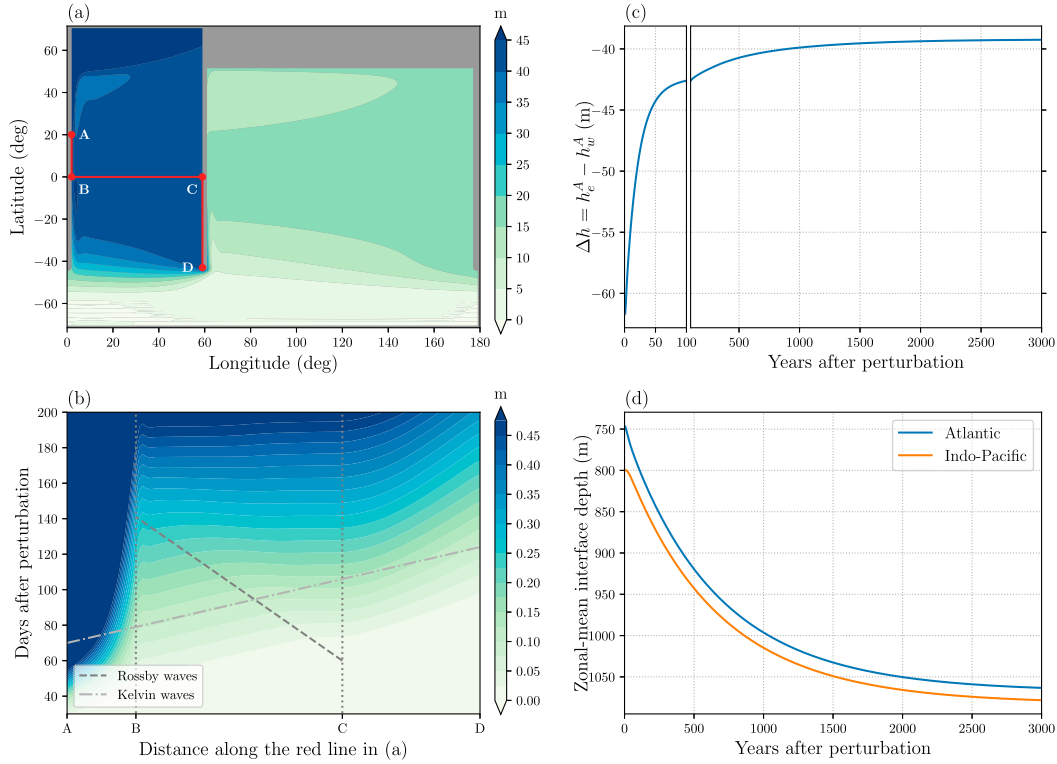 (a)
m
60
40
20
0
−20
−40
−60
Latitude (deg)
A
B
C
D
0 20 40 60 80 100 120 140 160 180
Longitude (deg)
45
40
35
30
25
20
15
10
5
0
(b)
m
200
180
160
140
120
100
80
60
40
Days after perturbation
Rossby waves
Kelvin waves
A B C D
Distance along the red line in (a)
0.45
0.40
0.35
0.30
0.25
0.20
0.15
0.10
0.05
0.00
(c)
−40
−45
−50
−55
−60
Δh = h_e^A − h_w^A (m)
0 50 100 500 1000 1500 2000 2500 3000
Years after perturbation
(d)
750
800
850
900
950
1000
1050
Zonal-mean interface depth (m)
Atlantic
Indo-Pacific
0 500 1000 1500 2000 2500 3000
Years after perturbation